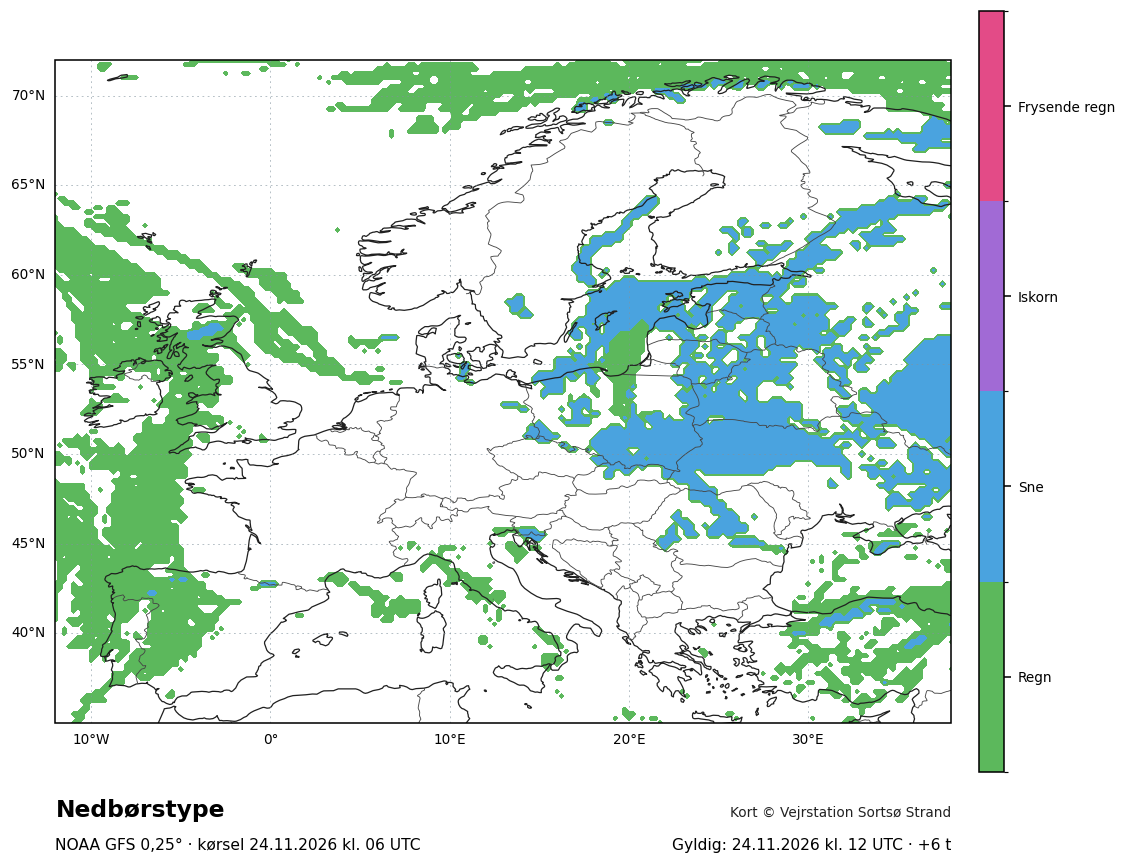 70°N
65°N
60°N
55°N
50°N
45°N
40°N
10°W
0°
10°E
20°E
30°E
Frysende regn
Iskorn
Sne
Regn
Nedbørstype
Kort © Vejrstation Sortsø Strand
NOAA GFS 0,25° · kørsel 24.11.2026 kl. 06 UTC
Gyldig: 24.11.2026 kl. 12 UTC · +6 t